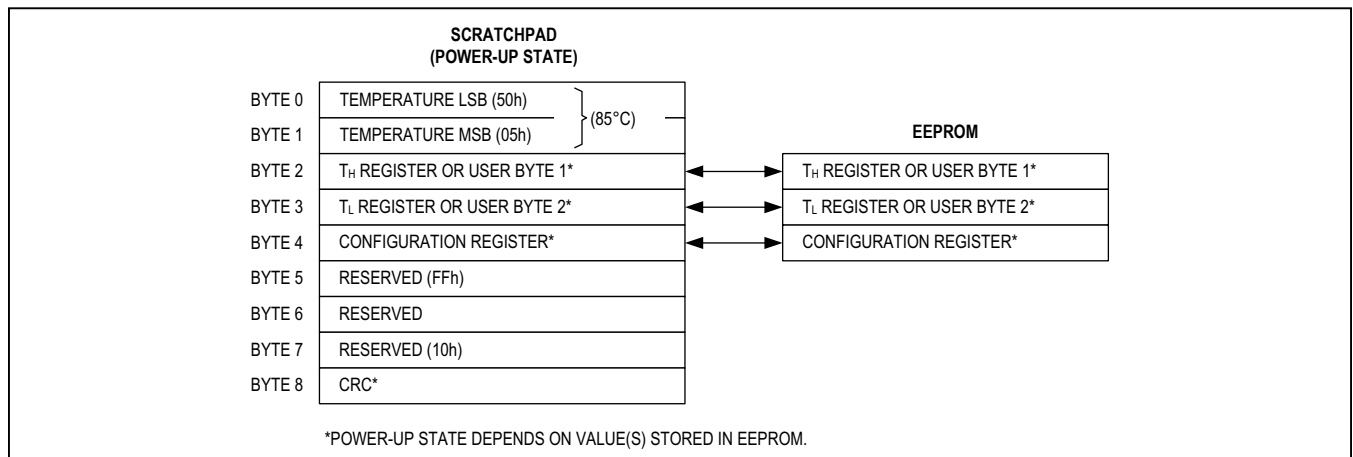 SCRATCHPAD
(POWER-UP STATE)
BYTE 0 TEMPERATURE LSB (50h)
(85°C)
BYTE 1 TEMPERATURE MSB (05h)
EEPROM
BYTE 2 TH REGISTER OR USER BYTE 1* TH REGISTER OR USER BYTE 1*
BYTE 3 TL REGISTER OR USER BYTE 2* TL REGISTER OR USER BYTE 2*
BYTE 4 CONFIGURATION REGISTER* CONFIGURATION REGISTER*
BYTE 5 RESERVED (FFh)
BYTE 6 RESERVED
BYTE 7 RESERVED (10h)
BYTE 8 CRC*
*POWER-UP STATE DEPENDS ON VALUE(S) STORED IN EEPROM.